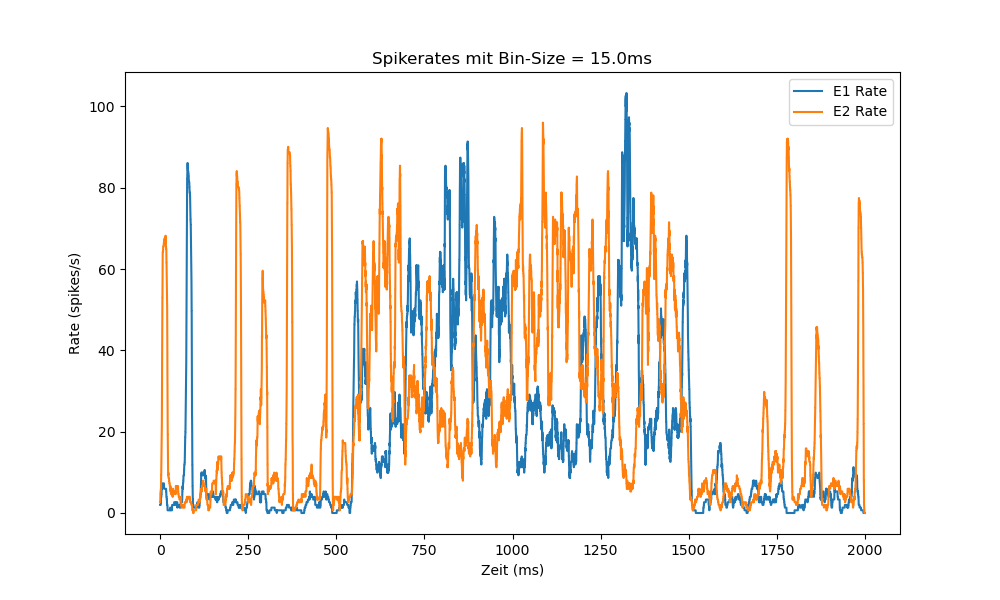 Spikerates mit Bin-Size = 15.0ms
E1 Rate
E2 Rate
Rate (spikes/s)
100
80
60
40
20
0
0 250 500 750 1000 1250 1500 1750 2000
Zeit (ms)